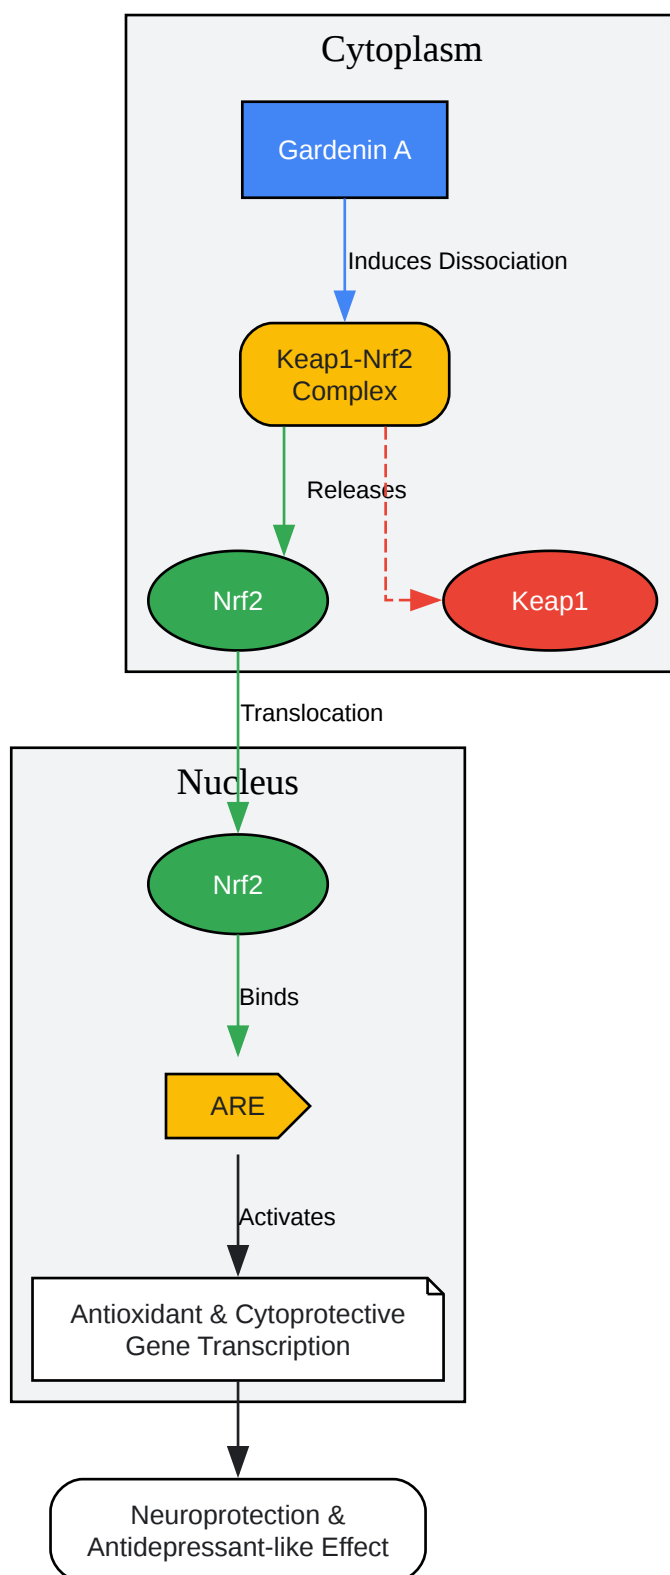 Cytoplasm
Gardenin A
Induces Dissociation
Keap1-Nrf2
Complex
Releases
Nrf2
Keap1
Translocation
Nucleus
Nrf2
Binds
ARE
Activates
Antioxidant & Cytoprotective
Gene Transcription
Neuroprotection &
Antidepressant-like Effect